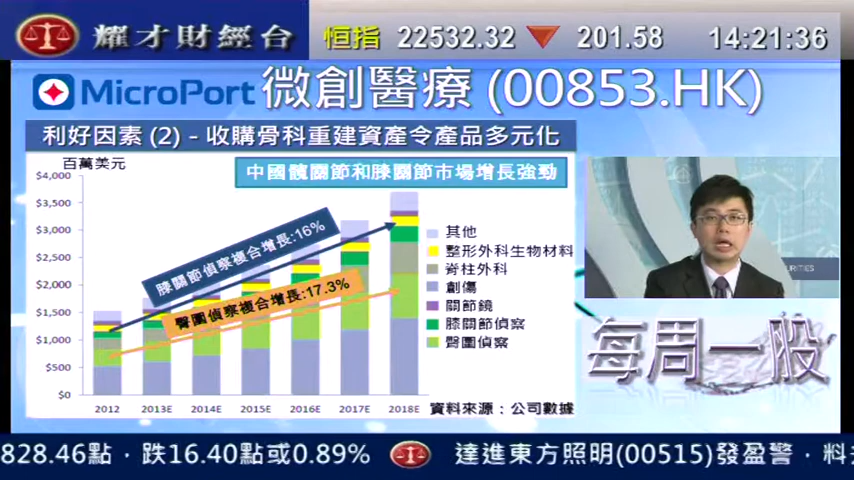 耀才財經台
恒指 22532.32 201.58 14:21:36
MicroPort 微創醫療 (00853.HK)
利好因素 (2) - 收購骨科重建資產令產品多元化
百萬美元
中國髖關節和膝關節市場增長強勁
$4,000
$3,500
$3,000
$2,500
$2,000
$1,500
$1,000
$500
$0
膝關節偵察複合增長:16%
臀圍偵察複合增長:17.3%
其他
整形外科生物材料
脊柱外科
創傷
關節鏡
膝關節偵察
臀圍偵察
2012 2013E 2014E 2015E 2016E 2017E 2018E
資料來源：公司數據
URITIES
每周一股
828.46點，跌16.40點或0.89%
達進東方照明(00515)發盈警，料